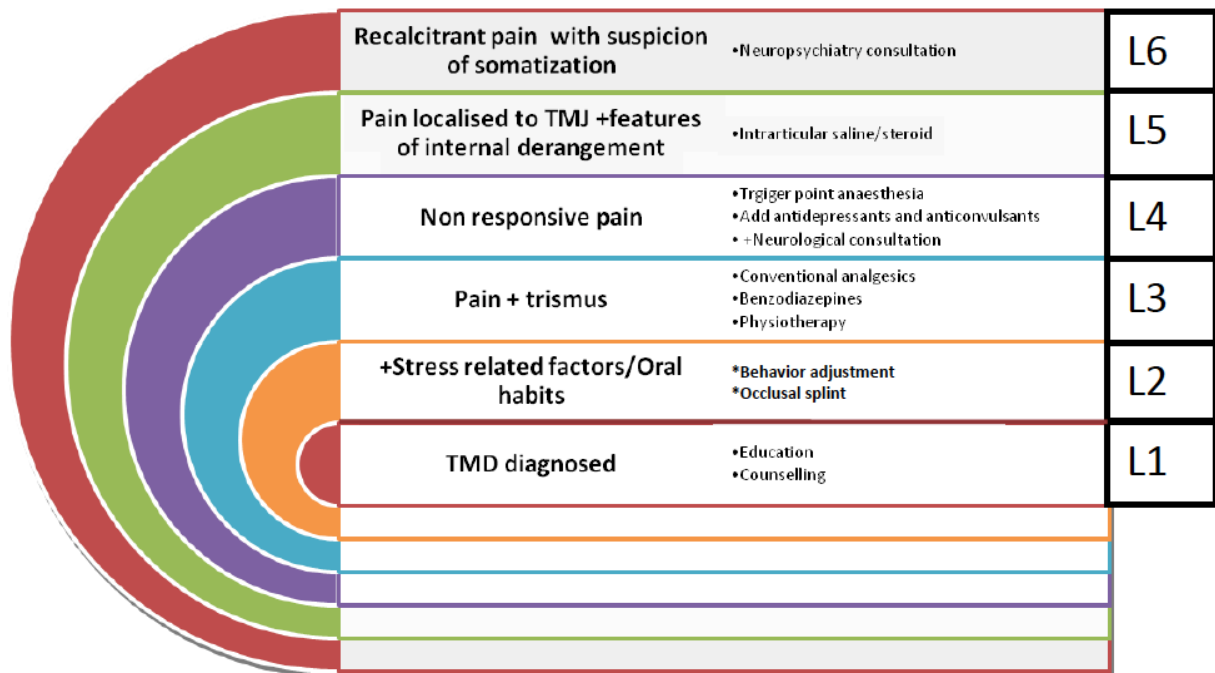 Recalcitrant pain with suspicion
of somatization
•Neuropsychiatry consultation
L6
Pain localised to TMJ +features
of internal derangement
•Intrarticular saline/steroid
L5
Non responsive pain
•Trgiger point anaesthesia
•Add antidepressants and anticonvulsants
• +Neurological consultation
L4
Pain + trismus
•Conventional analgesics
•Benzodiazepines
•Physiotherapy
L3
+Stress related factors/Oral
habits
*Behavior adjustment
*Occlusal splint
L2
TMD diagnosed
•Education
•Counselling
L1